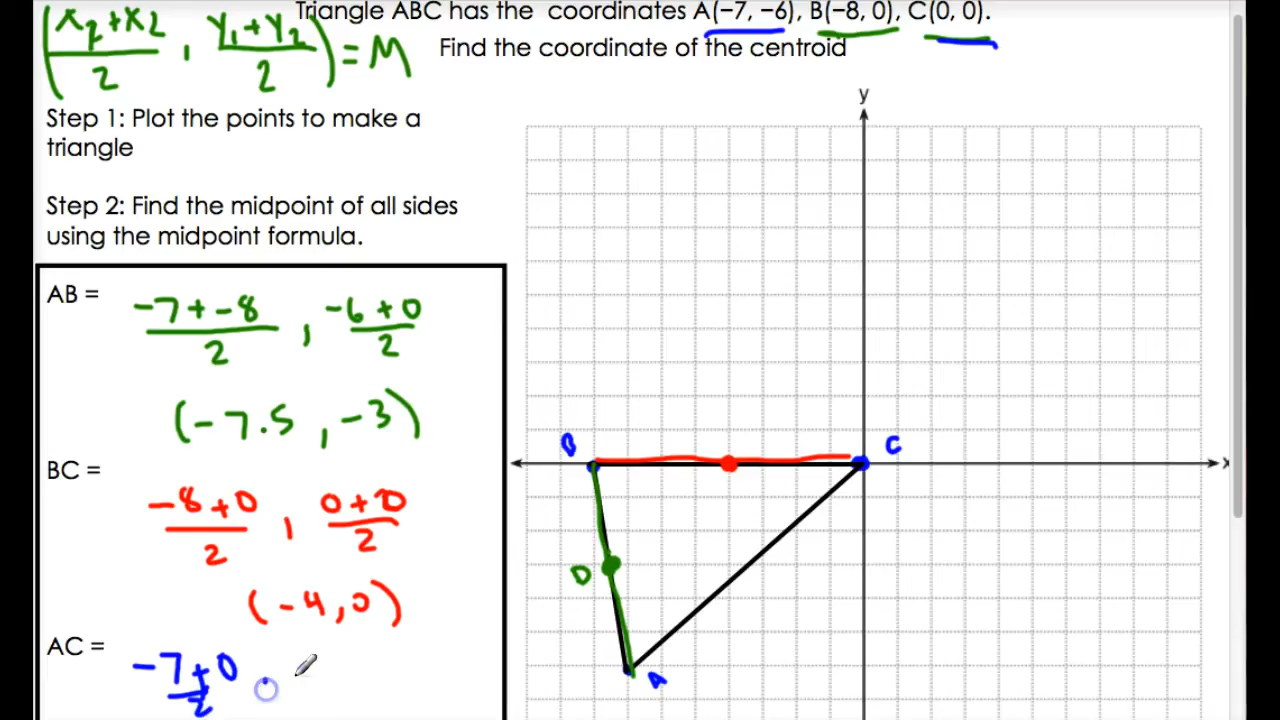 Triangle ABC has the coordinates A(−7, −6), B(−8, 0), C(0, 0).
Find the coordinate of the centroid
(x₂+x₂/2, y₁+y₂/2) = M
Step 1: Plot the points to make a
triangle
Step 2: Find the midpoint of all sides
using the midpoint formula.
AB = -7+-8/2, -6+0/2
(-7.5, -3)
BC =
-8+0/2, 0+0/2
(-4,0)
AC =
-7+0/2
y
x
B
C
D
A